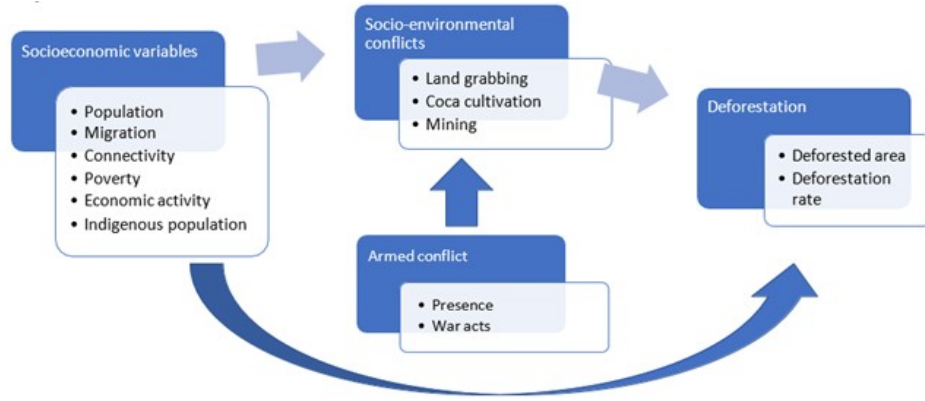 Socioeconomic variables
• Population
• Migration
• Connectivity
• Poverty
• Economic activity
• Indigenous population
Socio-environmental
conflicts
• Land grabbing
• Coca cultivation
• Mining
Armed conflict
• Presence
• War acts
Deforestation
• Deforested area
• Deforestation
rate